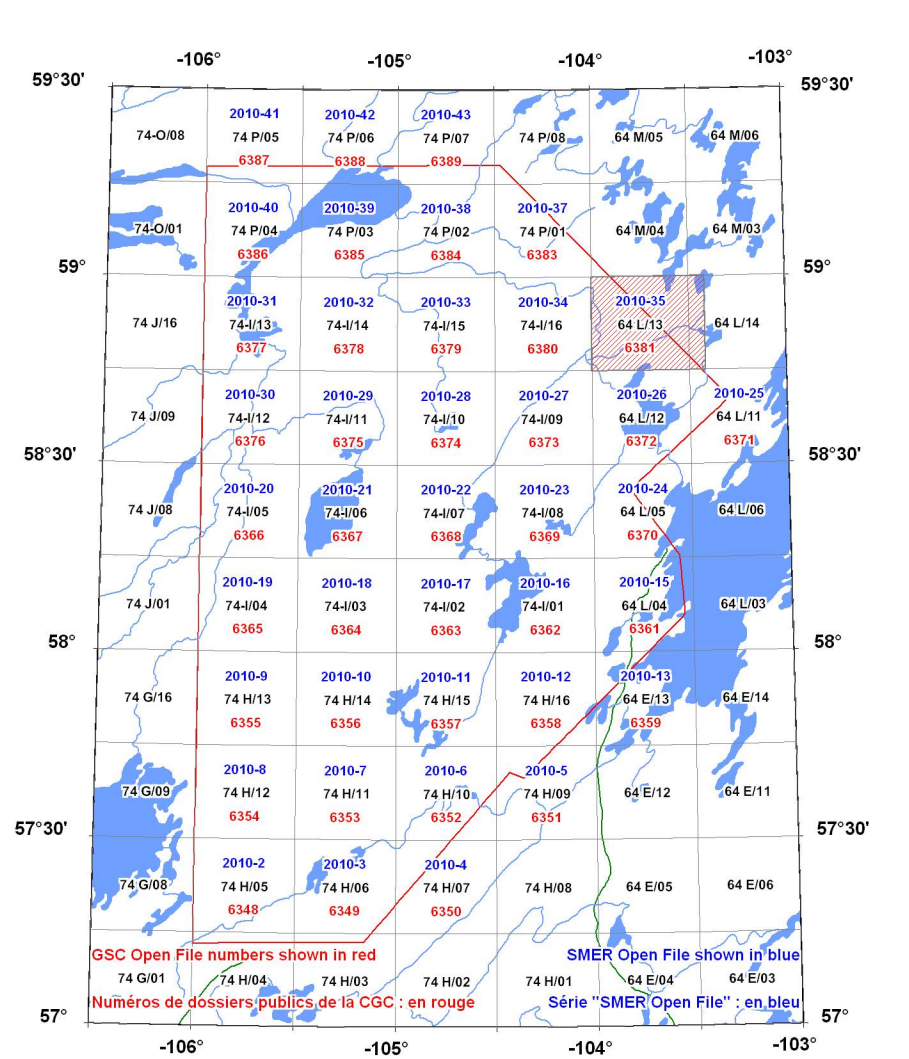 -106° -105° -104° -103°
59°30' 59°30'
2010-41 2010-42 2010-43
74-O/08 74 P/05 74 P/06 74 P/07 74 P/08 64 M/05 64 M/06
6387 6388 6389
2010-40 2010-39 2010-38 2010-37
74-O/01 74 P/04 74 P/03 74 P/02 74 P/01 64 M/04 64 M/03
6386 6385 6384 6383
59° 59°
2010-31 2010-32 2010-33 2010-34 2010-35
74 J/16 74-I/13 74-I/14 74-I/15 74-I/16 64 L/13 64 L/14
6377 6378 6379 6380 6381
2010-30 2010-29 2010-28 2010-27 2010-26 2010-25
74 J/09 74-I/12 74-I/11 74-I/10 74-I/09 64 L/12 64 L/11
6376 6375 6374 6373 6372 6371
58°30' 58°30'
2010-20 2010-21 2010-22 2010-23 2010-24
74 J/08 74-I/05 74-I/06 74-I/07 74-I/08 64 L/05 64 L/06
6366 6367 6368 6369 6370
2010-19 2010-18 2010-17 2010-16 2010-15
74 J/01 74-I/04 74-I/03 74-I/02 74-I/01 64 L/04 64 L/03
6365 6364 6363 6362 6361
58° 58°
2010-9 2010-10 2010-11 2010-12 2010-13
74 G/16 74 H/13 74 H/14 74 H/15 74 H/16 64 E/13 64 E/14
6355 6356 6357 6358 6359
2010-8 2010-7 2010-6 2010-5
74 G/09 74 H/12 74 H/11 74 H/10 74 H/09 64 E/12 64 E/11
6354 6353 6352 6351
57°30' 57°30'
2010-2 2010-3 2010-4
74 G/08 74 H/05 74 H/06 74 H/07 74 H/08 64 E/05 64 E/06
6348 6349 6350
GSC Open File numbers shown in red SMER Open File shown in blue
74 G/01 74 H/04 74 H/03 74 H/02 74 H/01 64 E/04 64 E/03
Numéros de dossiers publics de la CGC : en rouge Série "SMER Open File" : en bleu
57° 57°
-106° -105° -104° -103°